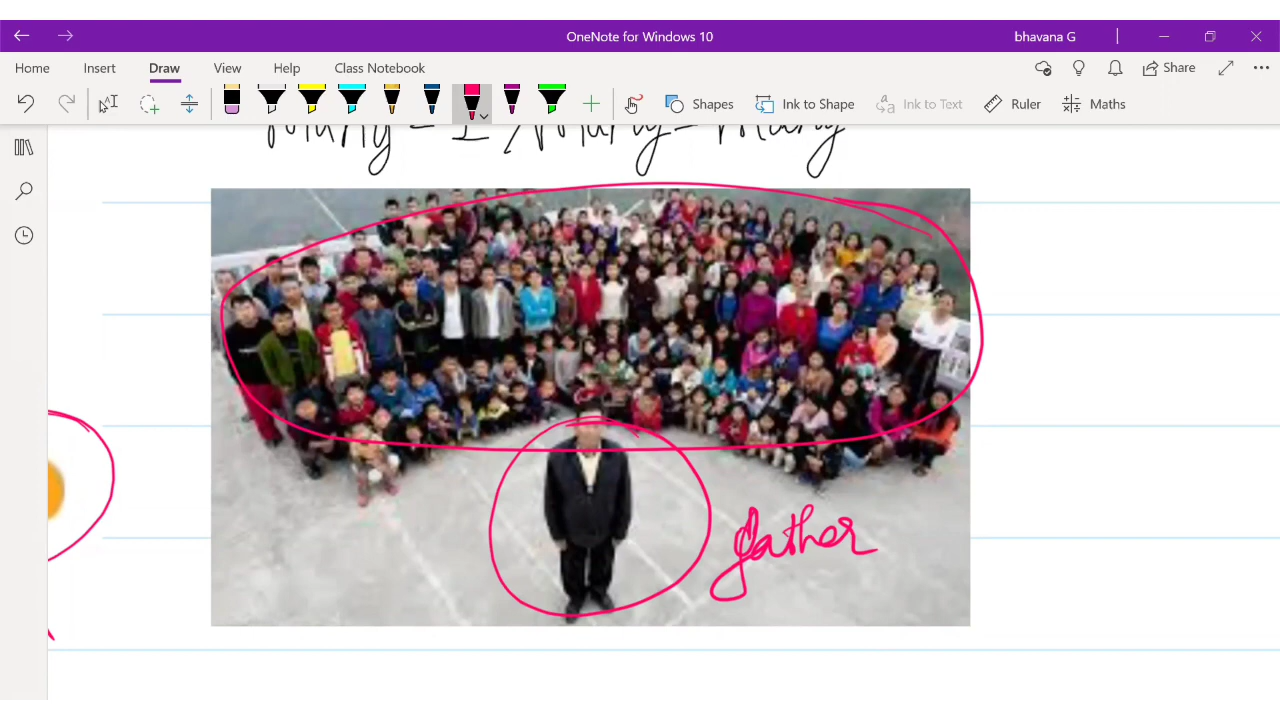 OneNote for Windows 10
bhavana G
Home Insert Draw View Help Class Notebook
Share
Shapes Ink to Shape Ink to Text Ruler Maths
father